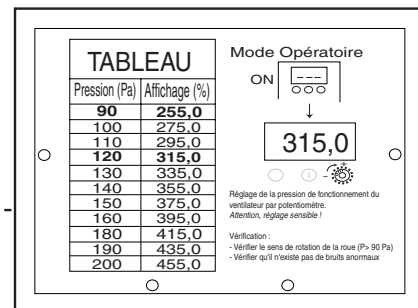 TABLEAU
Pression (Pa) Affichage (%)
90 255,0
100 275,0
110 295,0
120 315,0
130 335,0
140 355,0
150 375,0
160 395,0
180 415,0
190 435,0
200 455,0
Mode Opératoire
ON
---
315,0
- +
Réglage de la pression de fonctionnement du
ventilateur par potentiomètre.
Attention, réglage sensible !
Vérification :
- Vérifier le sens de rotation de la roue (P> 90 Pa)
- Vérifier qu'il n'existe pas de bruits anormaux